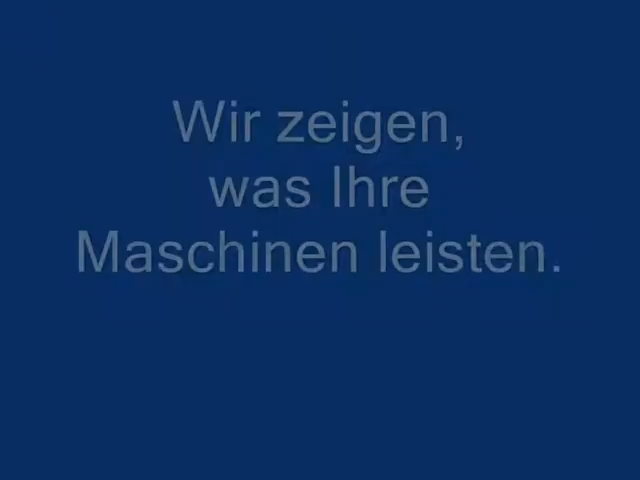 Wir zeigen,
was Ihre
Maschinen leisten.